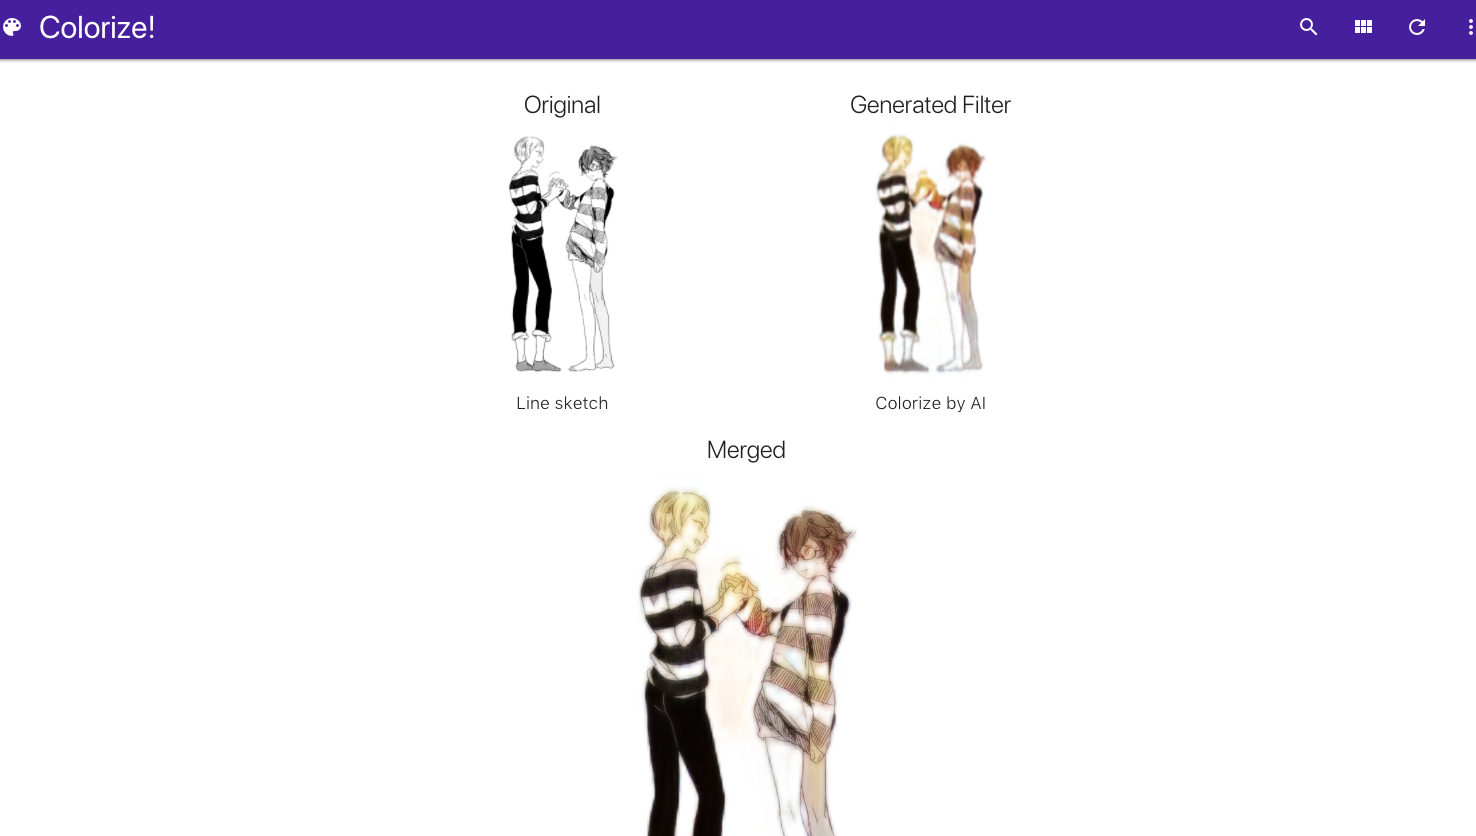 Colorize!
Original
Generated Filter
Line sketch
Colorize by AI
Merged